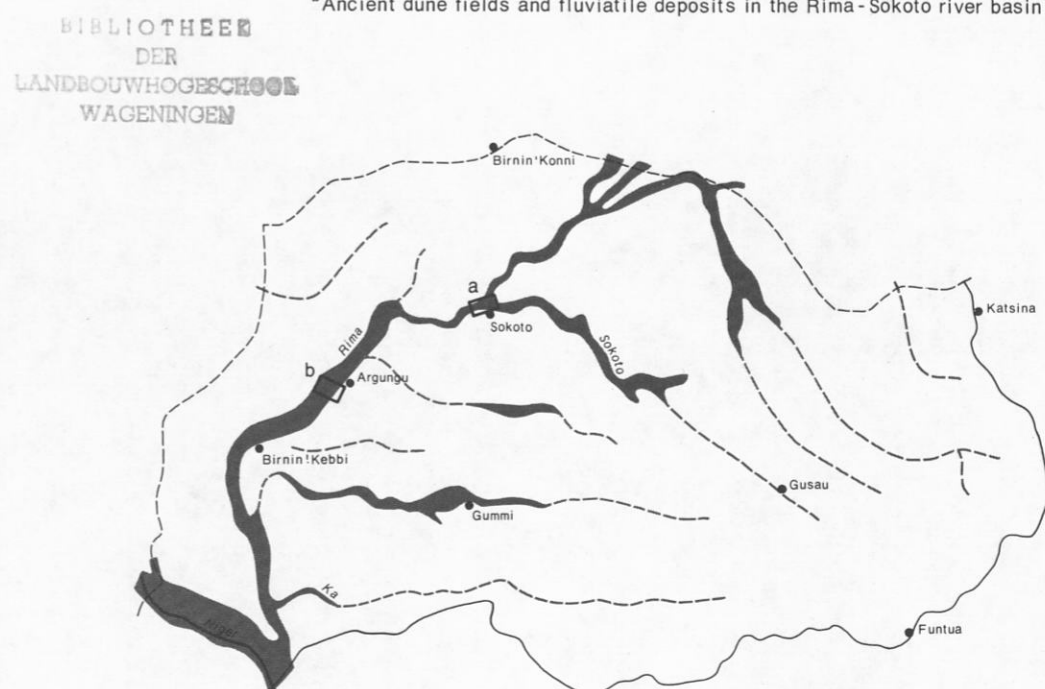 "Ancient dune fields and fluviatile deposits in the Rima-Sokoto river basin
BIBLIOTHEEK
DER
LANDBOUWHOGESCHOOL
WAGENINGEN
Birnin'Konni
a
Sokoto
Katsina
Rima
Sokoto
b
Argungu
Birnin'Kebbi
Gusau
Gummi
Ka
Niger
Funtua